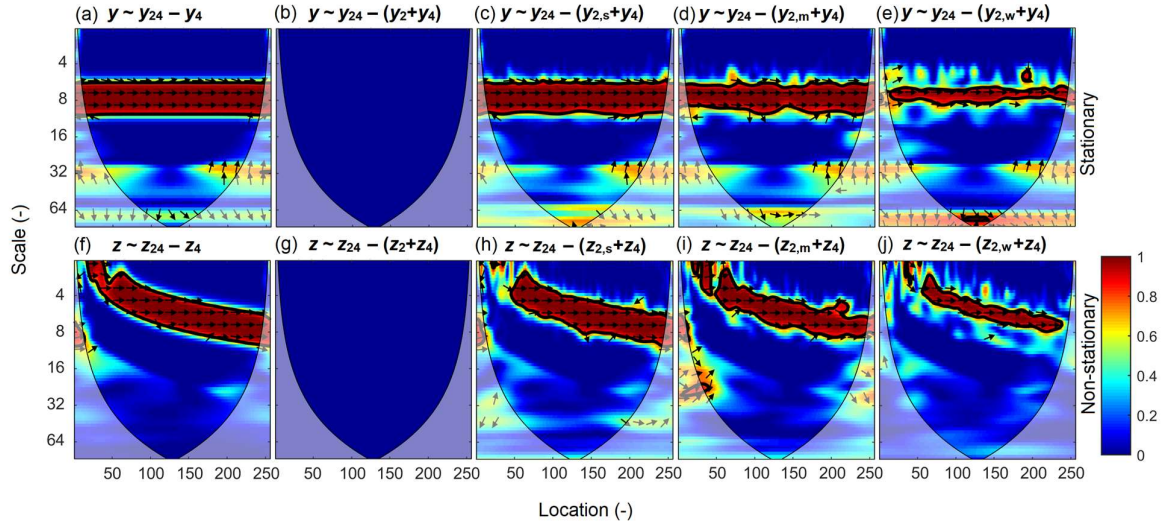 (a) y ~ y24 − y4
(b) y ~ y24 − (y2+y4)
(c) y ~ y24 − (y2,s+y4)
(d) y ~ y24 − (y2,m+y4)
(e) y ~ y24 − (y2,w+y4)
4
8
16
32
64
Stationary
Scale (-)
(f) z ~ z24 − z4
(g) z ~ z24 − (z2+z4)
(h) z ~ z24 − (z2,s+z4)
(i) z ~ z24 − (z2,m+z4)
(j) z ~ z24 − (z2,w+z4)
4
8
16
32
64
Non-stationary
1
0.8
0.6
0.4
0.2
0
50 100 150 200 250
50 100 150 200 250
50 100 150 200 250
50 100 150 200 250
50 100 150 200 250
Location (-)